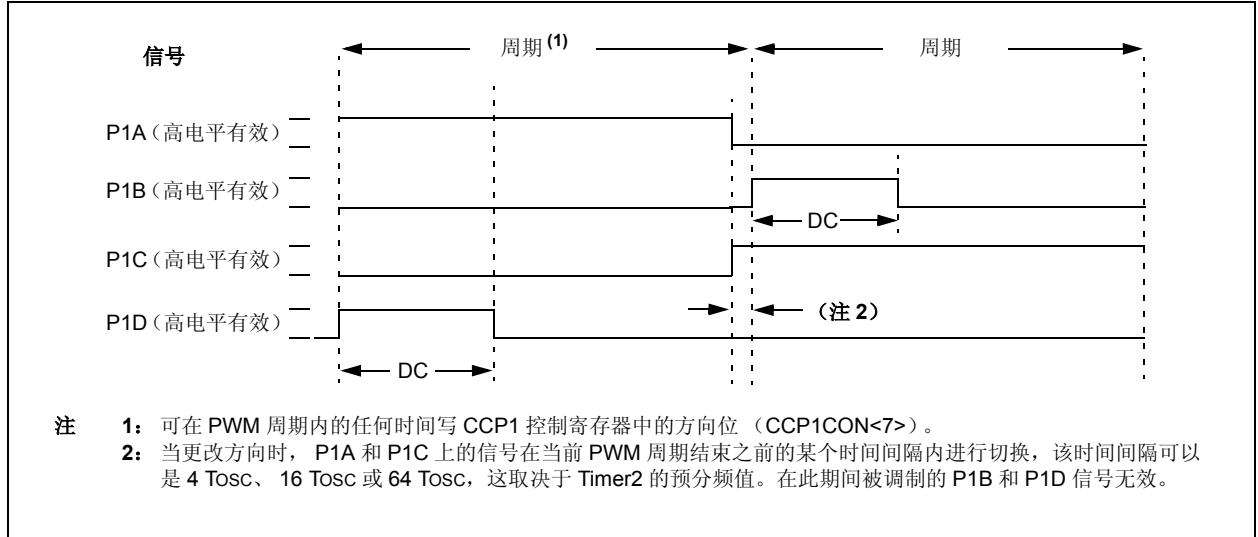 信号
周期(1)
周期
P1A(高电平有效)
P1B(高电平有效)
DC
P1C(高电平有效)
(注 2)
P1D(高电平有效)
DC
注 1: 可在 PWM 周期内的任何时间写 CCP1 控制寄存器中的方向位 (CCP1CON<7>)。
2: 当更改方向时, P1A 和 P1C 上的信号在当前 PWM 周期结束之前的某个时间间隔内进行切换,该时间间隔可以
是 4 TOSC、 16 TOSC 或 64 TOSC,这取决于 Timer2 的预分频值。在此期间被调制的 P1B 和 P1D 信号无效。